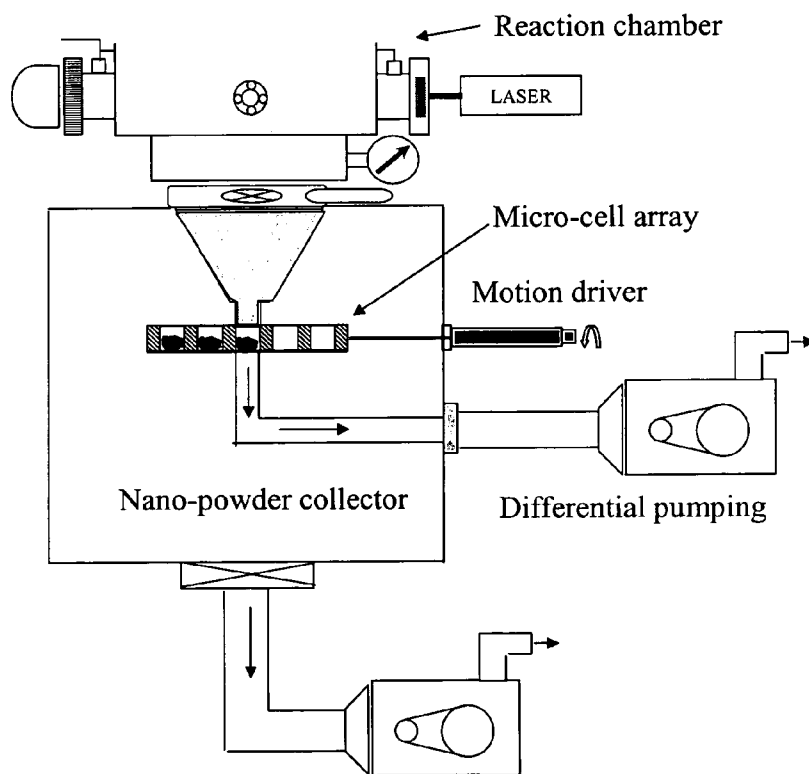 Reaction chamber
LASER
Micro-cell array
Motion driver
Nano-powder collector
Differential pumping